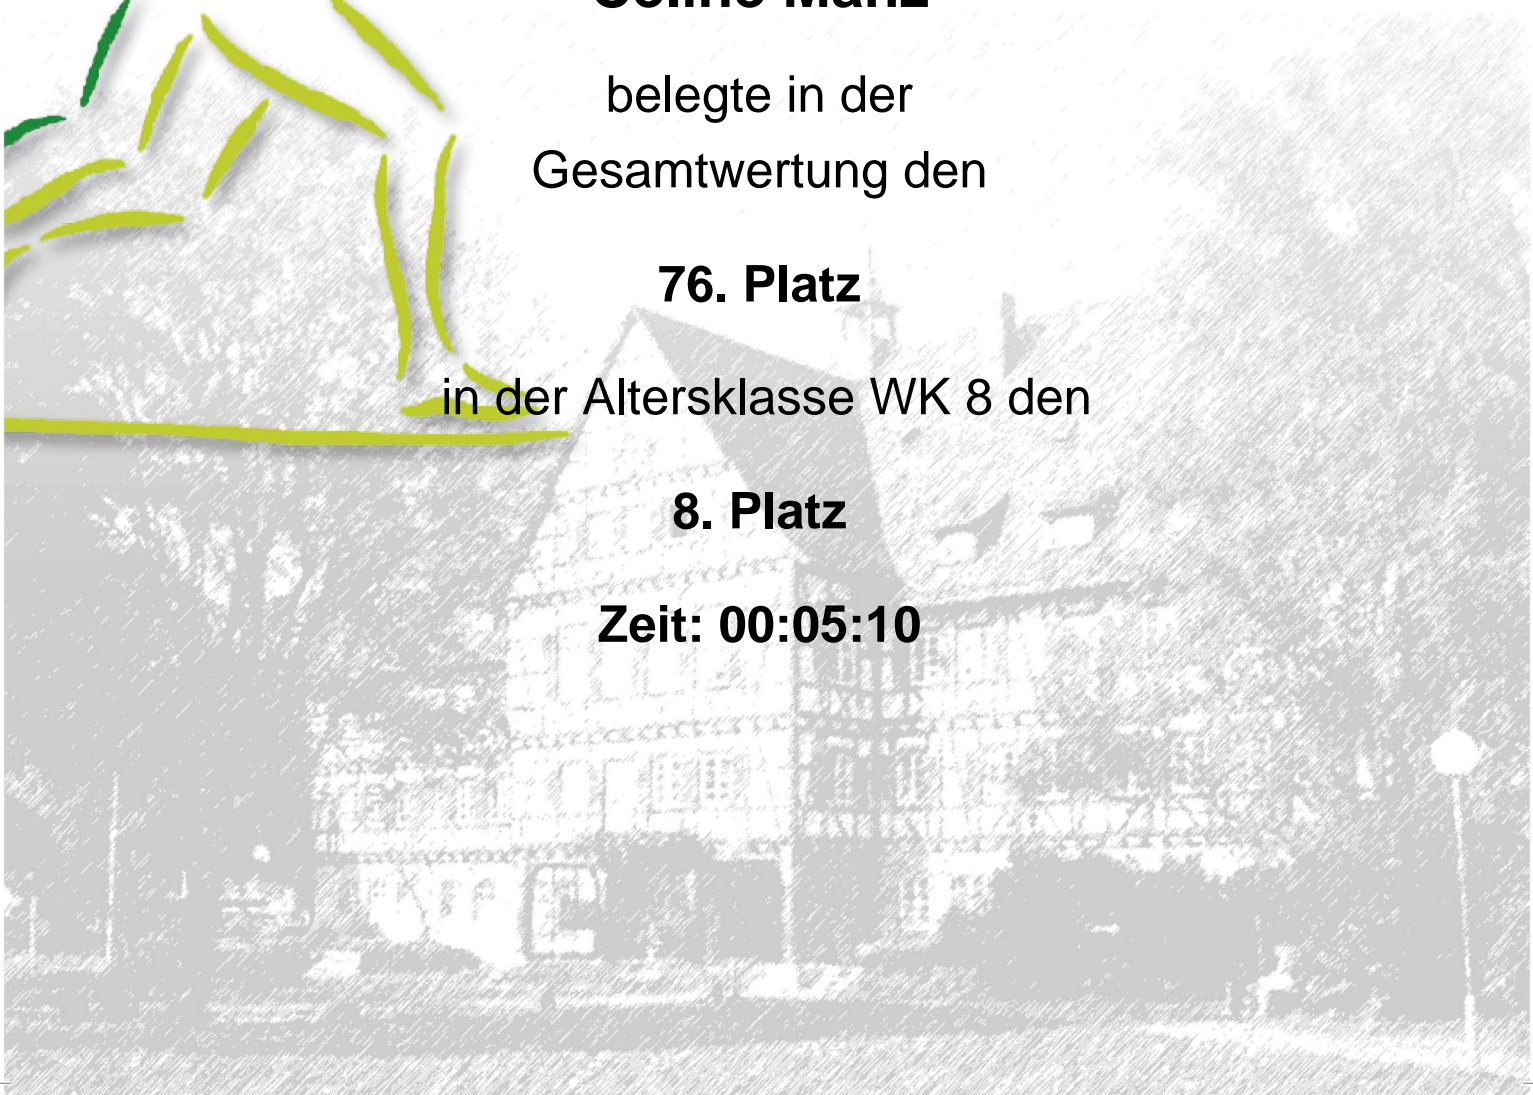 belegte in der
Gesamtwertung den
76. Platz
in der Altersklasse WK 8 den
8. Platz
Zeit: 00:05:10